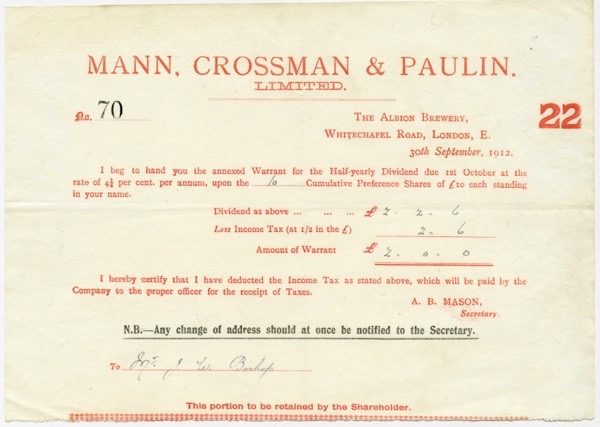 MANN, CROSSMAN & PAULIN.
LIMITED.
No. 70
THE ALBION BREWERY,
22
WHITECHAPEL ROAD, LONDON, E.
30th September, 1912.
I beg to hand you the annexed Warrant for the Half-yearly Dividend due 1st October at the
rate of 4¼ per cent. per annum, upon the 10 Cumulative Preference Shares of £10 each standing
in your name.
Dividend as above ... ... ... £ 2 . 2 . 6
Less Income Tax (at 1/2 in the £) 2 . 6
Amount of Warrant £ 2 . 0 . 0
I hereby certify that I have deducted the Income Tax as stated above, which will be paid by the
Company to the proper officer for the receipt of Taxes.
A. B. MASON,
Secretary.
N.B.—Any change of address should at once be notified to the Secretary.
To Mr. J W Bishop
This portion to be retained by the Shareholder.